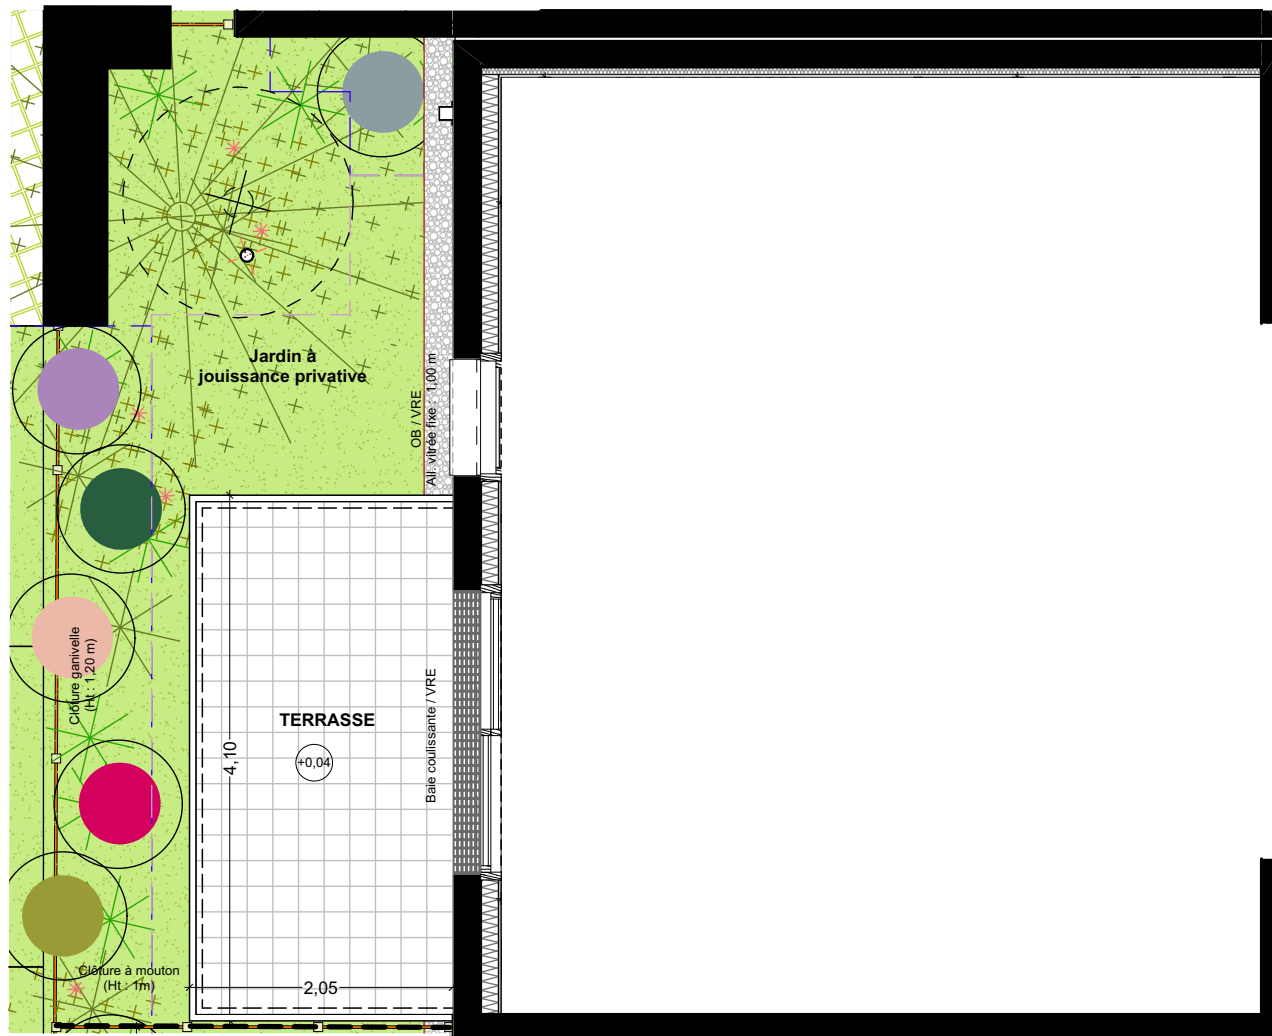 Jardin à
jouissance privative
OB / VRE
All. vitrée fixe : 1,00 m
Clôture ganivelle
(Ht : 1,20 m)
TERRASSE
+0,04
4,10
Baie coulissante / VRE
Clôture à mouton
(Ht : 1m)
2,05